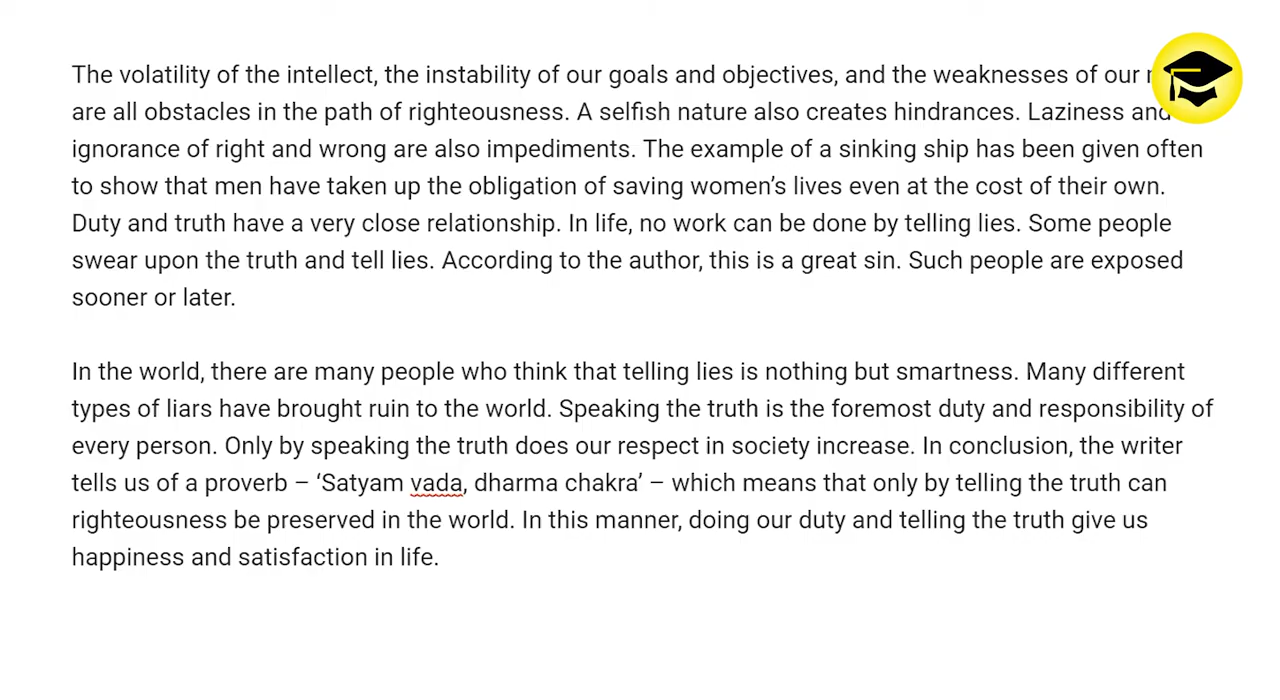 The volatility of the intellect, the instability of our goals and objectives, and the weaknesses of our
are all obstacles in the path of righteousness. A selfish nature also creates hindrances. Laziness and
ignorance of right and wrong are also impediments. The example of a sinking ship has been given often
to show that men have taken up the obligation of saving women’s lives even at the cost of their own.
Duty and truth have a very close relationship. In life, no work can be done by telling lies. Some people
swear upon the truth and tell lies. According to the author, this is a great sin. Such people are exposed
sooner or later.
In the world, there are many people who think that telling lies is nothing but smartness. Many different
types of liars have brought ruin to the world. Speaking the truth is the foremost duty and responsibility of
every person. Only by speaking the truth does our respect in society increase. In conclusion, the writer
tells us of a proverb – ‘Satyam vada, dharma chakra’ – which means that only by telling the truth can
righteousness be preserved in the world. In this manner, doing our duty and telling the truth give us
happiness and satisfaction in life.